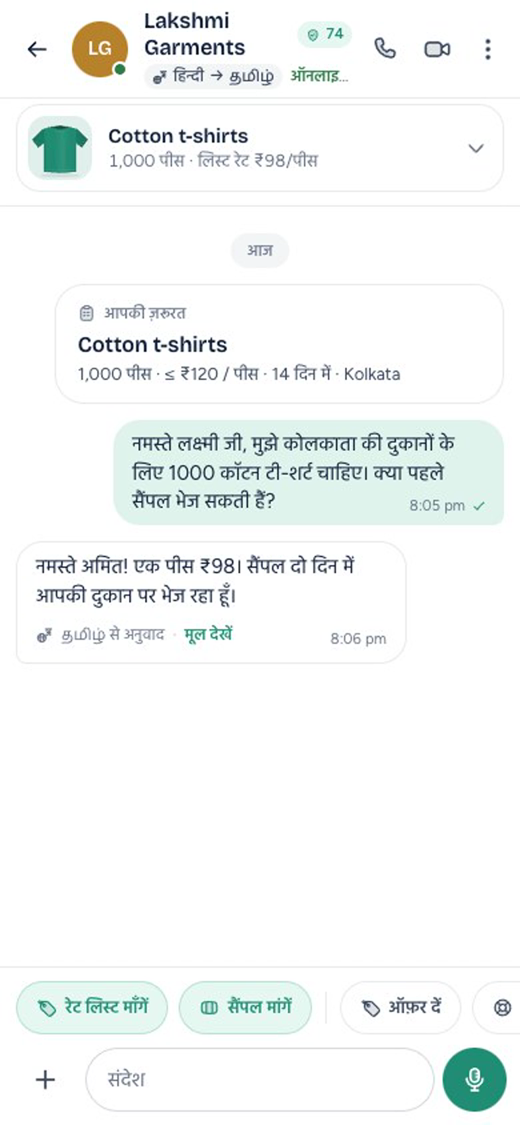 Lakshmi
Garments
74
LG
हिन्दी → தமிழ்
ऑनलाइ...
Cotton t-shirts
1,000 पीस · लिस्ट रेट ₹98/पीस
आज
आपकी ज़रूरत
Cotton t-shirts
1,000 पीस · ≤ ₹120 / पीस · 14 दिन में · Kolkata
नमस्ते लक्ष्मी जी, मुझे कोलकाता की दुकानों के
लिए 1000 कॉटन टी-शर्ट चाहिए। क्या पहले
सैंपल भेज सकती हैं?
8:05 pm
नमस्ते अमित! एक पीस ₹98। सैंपल दो दिन में
आपकी दुकान पर भेज रहा हूँ।
தமிழ் से अनुवाद · मूल देखें
8:06 pm
रेट लिस्ट माँगें
सैंपल मांगें
ऑफ़र दें
संदेश